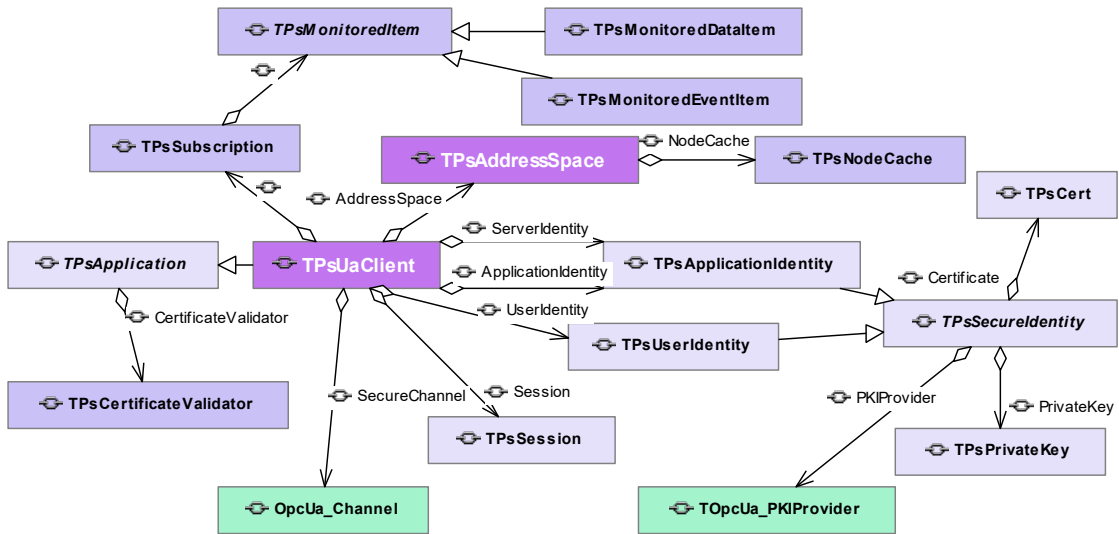 TPsMonitoredItem
TPsMonitoredDataItem
TPsMonitoredEventItem
TPsSubscription
TPsAddressSpace
NodeCache
TPsNodeCache
AddressSpace
TPsCert
ServerIdentity
TPsApplication
TPsUaClient
ApplicationIdentity
TPsApplicationIdentity
Certificate
UserIdentity
CertificateValidator
TPsSecureIdentity
TPsUserIdentity
TPsCertificateValidator
SecureChannel
Session
PKIProvider
PrivateKey
TPsSession
TPsPrivateKey
OpcUa_Channel
TOpcUa_PKIProvider